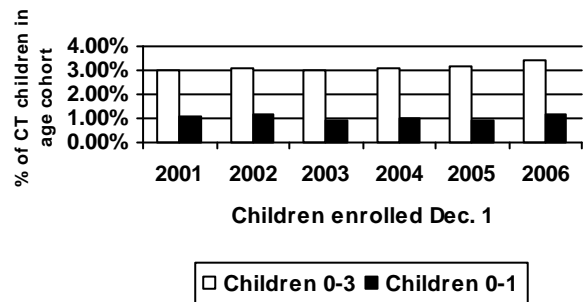 % of CT children in
age cohort
4.00%
3.00%
2.00%
1.00%
0.00%
2001 2002 2003 2004 2005 2006
Children enrolled Dec. 1
Children 0-3 Children 0-1